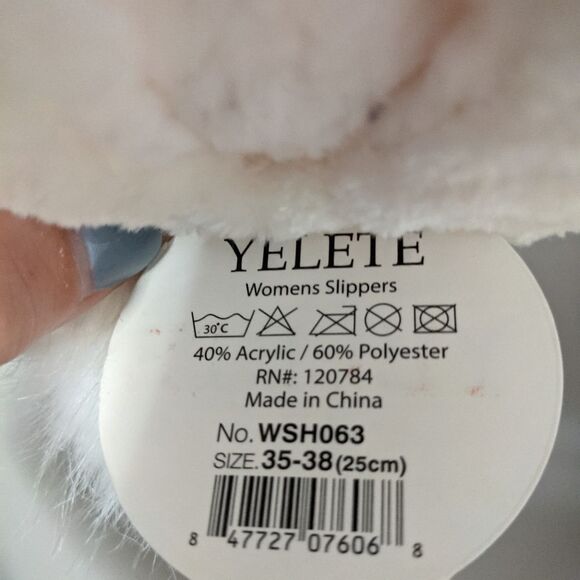 YELETE
Womens Slippers
30°C
40% Acrylic / 60% Polyester
RN#: 120784
Made in China
No. WSH063
SIZE. 35-38 (25cm)
8 47727 07606 8